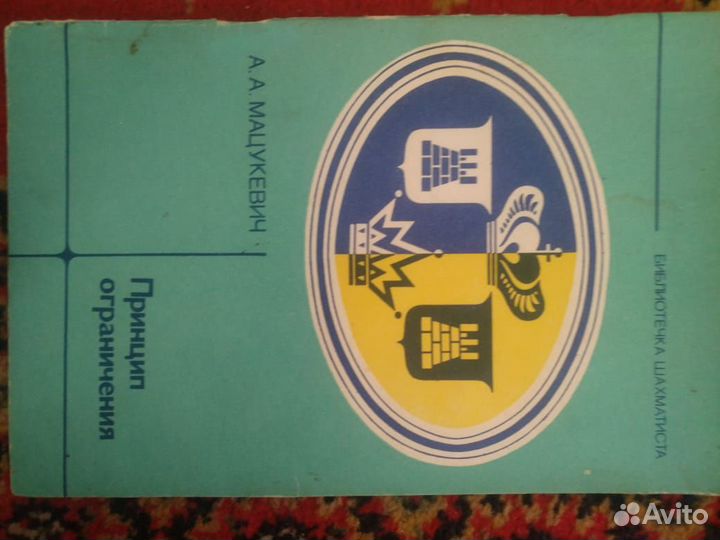 БИБЛИОТЕЧКА ШАХМАТИСТА
А. А. МАЦУКЕВИЧ
Принцип
ограничения
Avito